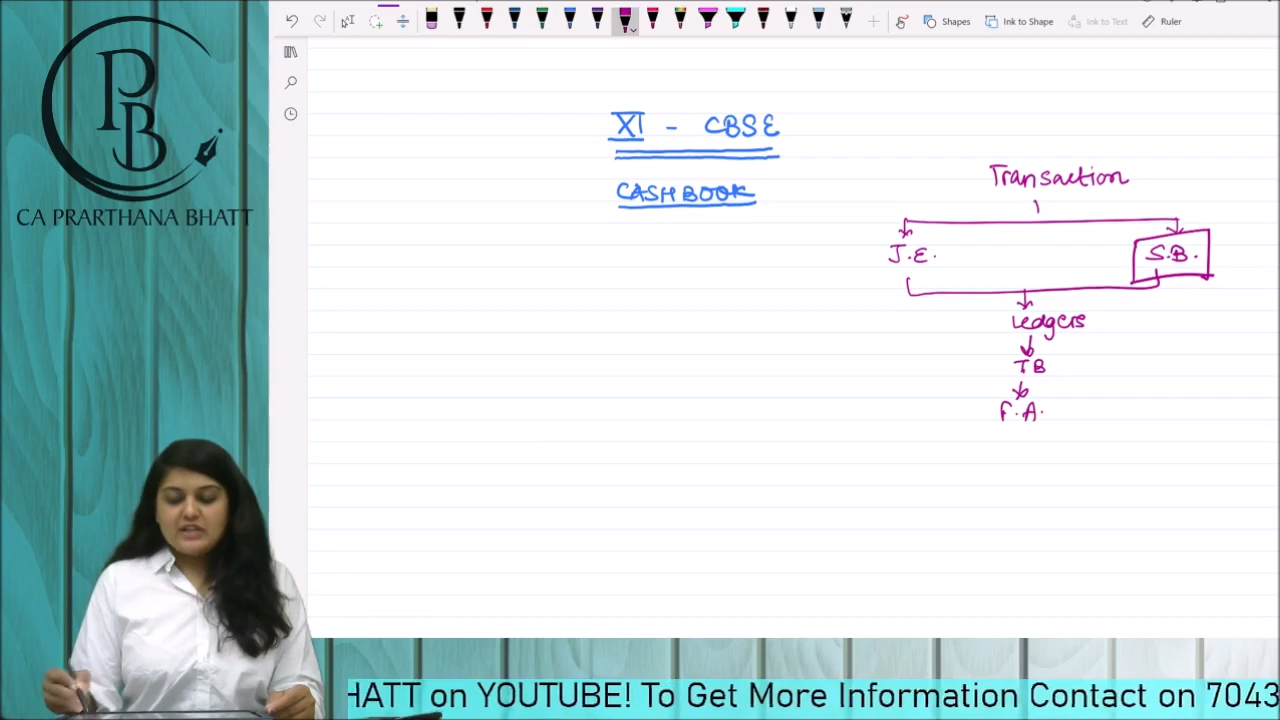 Shapes
Ink to Shape
Ink to Text
Ruler
PB
CA PRARTHANA BHATT
XI - CBSE
CASH BOOK
Transaction
J.E.
S.B.
Ledgers
TB
F.A.
HATT on YOUTUBE! To Get More Information Contact on 7043